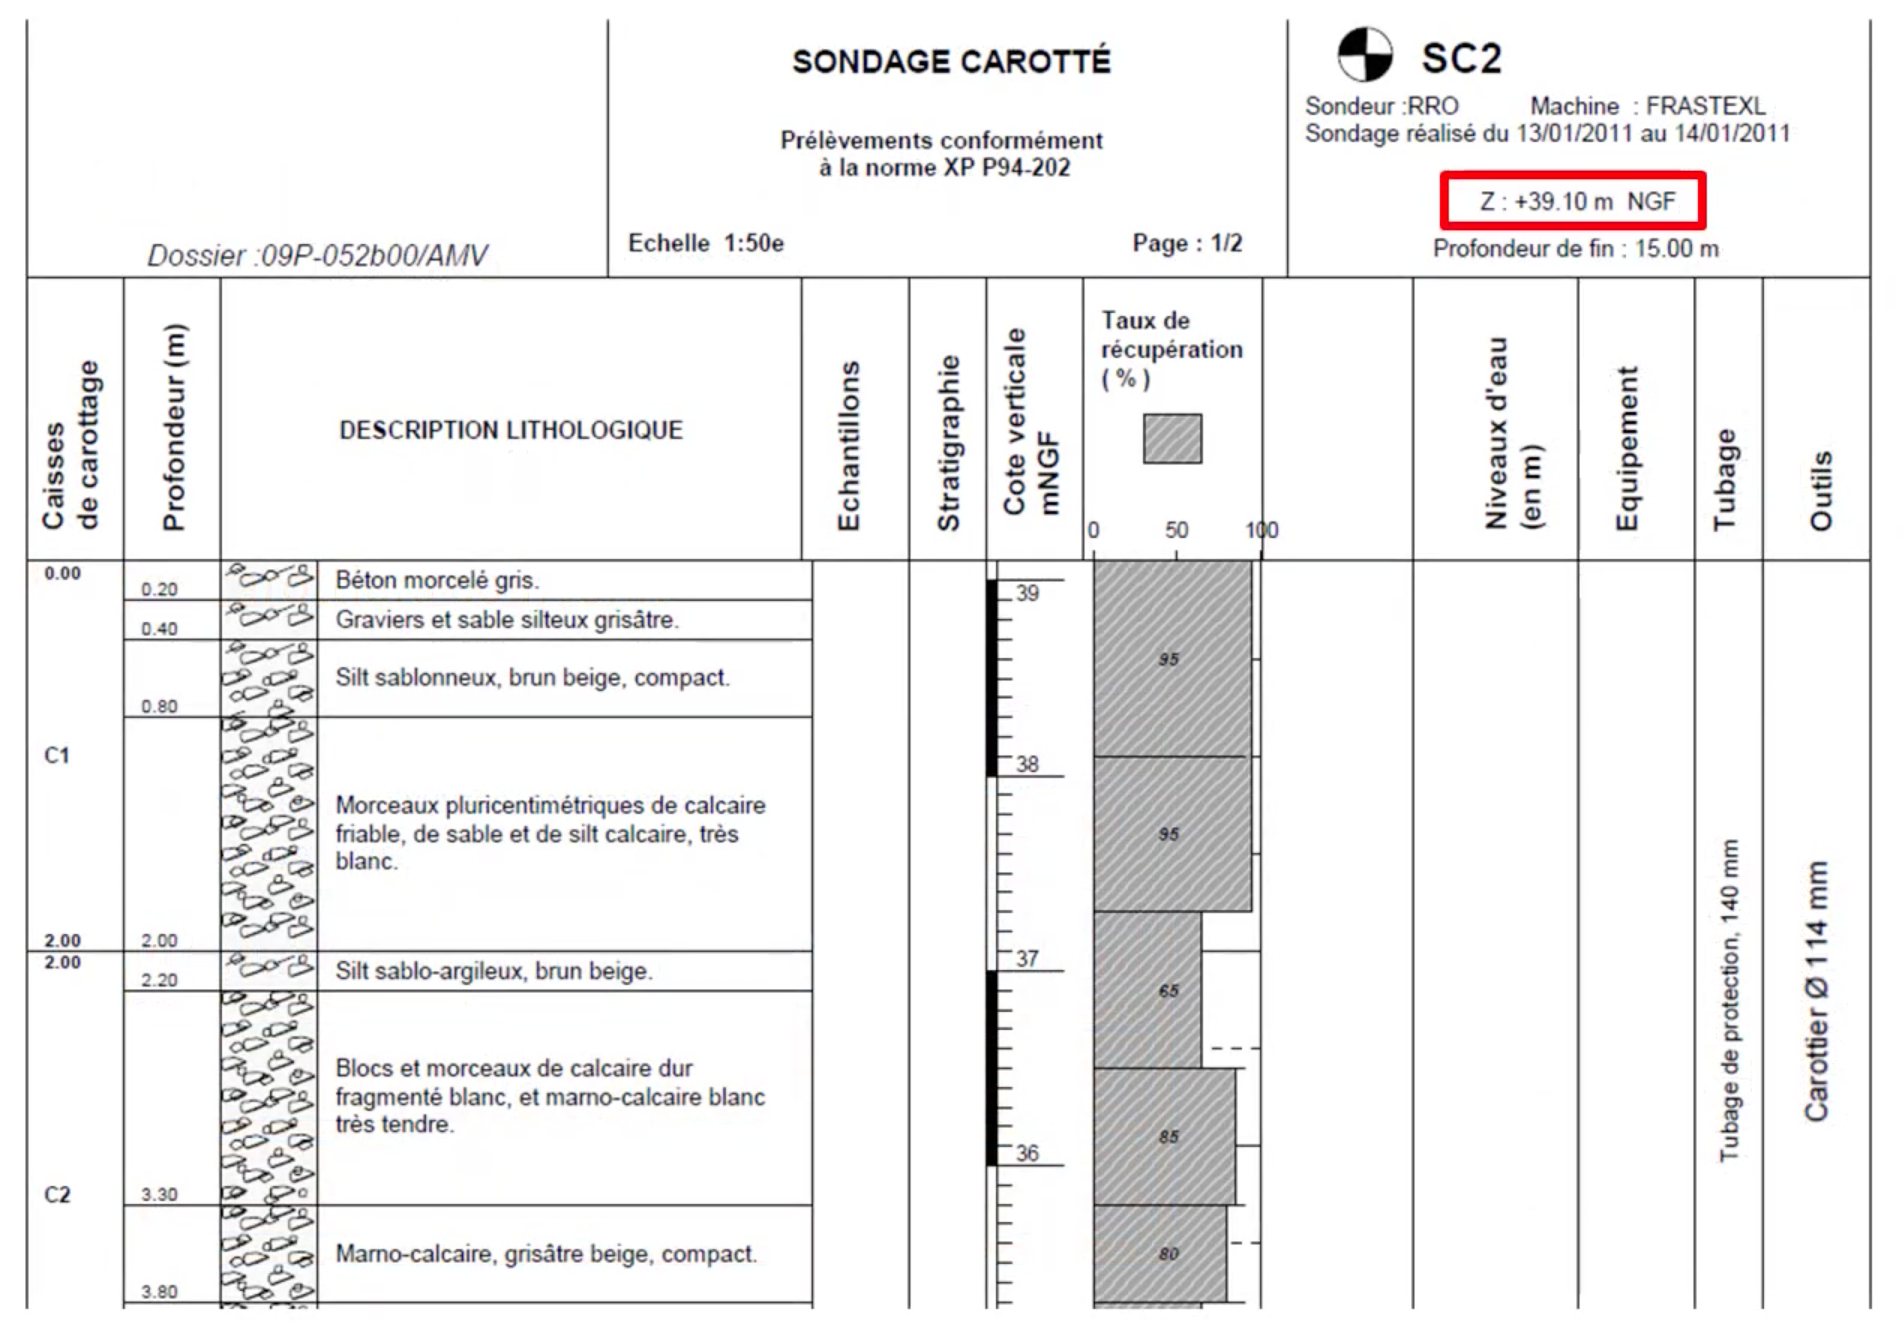 SONDAGE CAROTTÉ
Prélèvements conformément
à la norme XP P94-202
Dossier :09P-052b00/AMV
Echelle 1:50e
Page : 1/2
SC2
Sondeur :RRO Machine : FRASTEXL
Sondage réalisé du 13/01/2011 au 14/01/2011
Z : +39.10 m NGF
Profondeur de fin : 15.00 m
Caisses
de carottage
Profondeur (m)
DESCRIPTION LITHOLOGIQUE
Echantillons
Stratigraphie
Cote verticale
mNGF
Taux de
récupération
( % )
0 50 100
Niveaux d'eau
(en m)
Equipement
Tubage
Outils
0.00
0.20
Béton morcelé gris.
39
0.40
Graviers et sable silteux grisâtre.
95
Silt sablonneux, brun beige, compact.
0.80
C1
38
Morceaux pluricentimétriques de calcaire
friable, de sable et de silt calcaire, très
blanc.
95
2.00
2.00
2.00
37
2.20
Silt sablo-argileux, brun beige.
65
Blocs et morceaux de calcaire dur
fragmenté blanc, et marno-calcaire blanc
très tendre.
85
36
C2
3.30
Marno-calcaire, grisâtre beige, compact.
80
3.80
Tubage de protection, 140 mm
Carottier Ø 114 mm